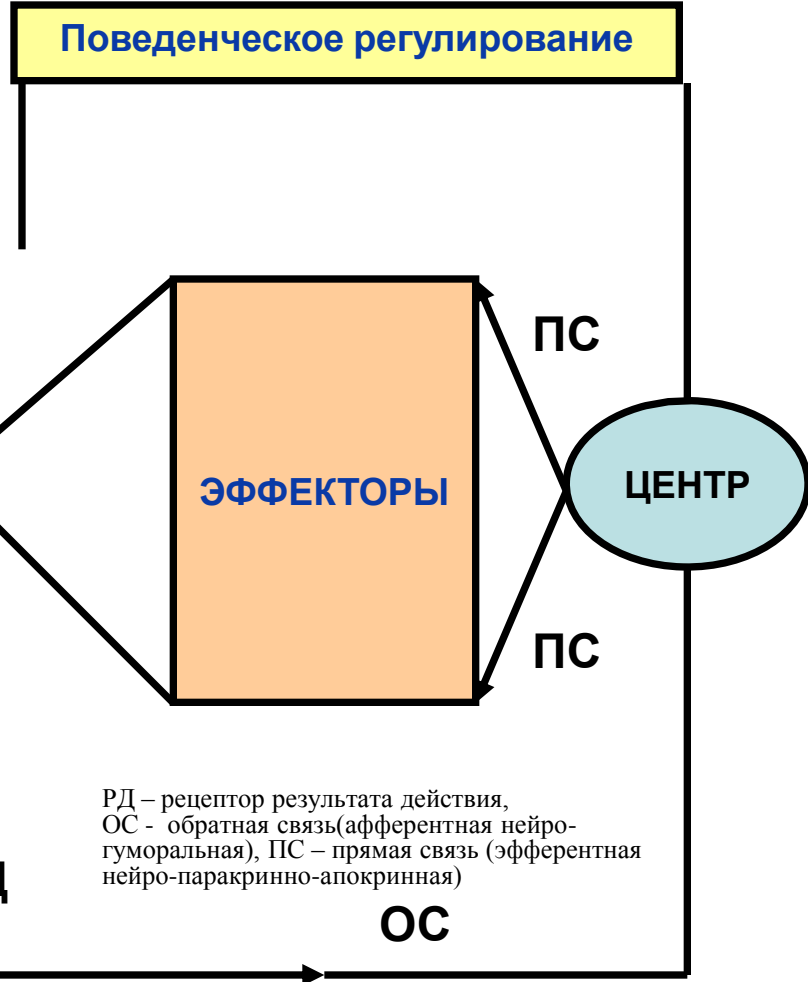 Поведенческое регулирование
ПС
ЭФФЕКТОРЫ
ЦЕНТР
ПС
РД – рецептор результата действия,
ОС - обратная связь(афферентная нейро-
гуморальная), ПС – прямая связь (эфферентная
нейро-паракринно-апокринная)
Д
ОС